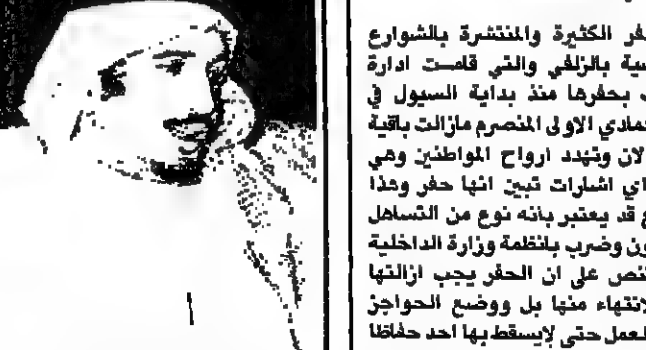 فر الكثيرة والمنتشرة بالشوارع
سية بالزلفي والتي قامت ادارة
بحفرها منذ بداية السيول في
جمادي الاولى المنصرم مازالت باقية
لان وتهدد ارواح المواطنين وهي
اي اشارات تبين انها حفر وهذا
ع قد يعتبر بانه نوع من التساهل
ون وضرب بانظمة وزارة الداخلية
تنص على ان الحفر يجب ازالتها
لانتهاء منها بل ووضع الحواجز
لعمل حتى لايسقط بها احد حفاظا